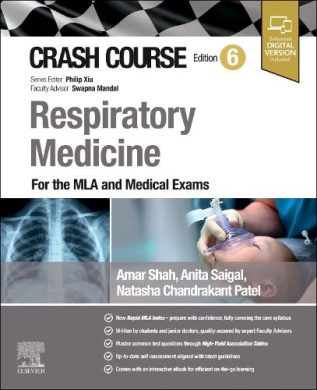 Enhanced
DIGITAL
VERSION
Included
CRASH COURSE Edition 6
Series Editor Philip Xiu
Faculty Advisor Swapna Mandal
Respiratory
Medicine
For the MLA and Medical Exams
Amar Shah, Anita Saigal,
Natasha Chandrakant Patel
New Rapid MLA Index – prepare with confidence, fully covering the core syllabus
Written by students and junior doctors, quality-assured by expert Faculty Advisors
Master common test questions through High-Yield Association Tables
Up-to-date self-assessment aligned with latest guidelines
Comes with an interactive eBook for efficient on-the-go learning
ELSEVIER